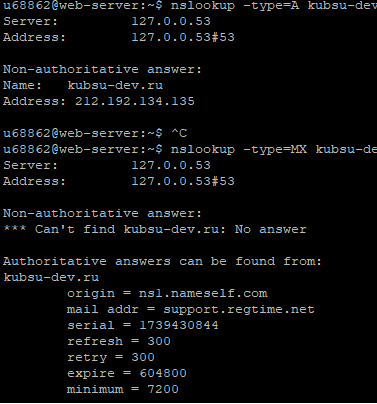 u68862@web-server:~$ nslookup -type=A kubsu-dev
Server:         127.0.0.53
Address:        127.0.0.53#53
Non-authoritative answer:
Name:   kubsu-dev.ru
Address: 212.192.134.135
u68862@web-server:~$ ^C
u68862@web-server:~$ nslookup -type=MX kubsu-de
Server:         127.0.0.53
Address:        127.0.0.53#53
Non-authoritative answer:
*** Can't find kubsu-dev.ru: No answer
Authoritative answers can be found from:
kubsu-dev.ru
        origin = ns1.nameself.com
        mail addr = support.regtime.net
        serial = 1739430844
        refresh = 300
        retry = 300
        expire = 604800
        minimum = 7200